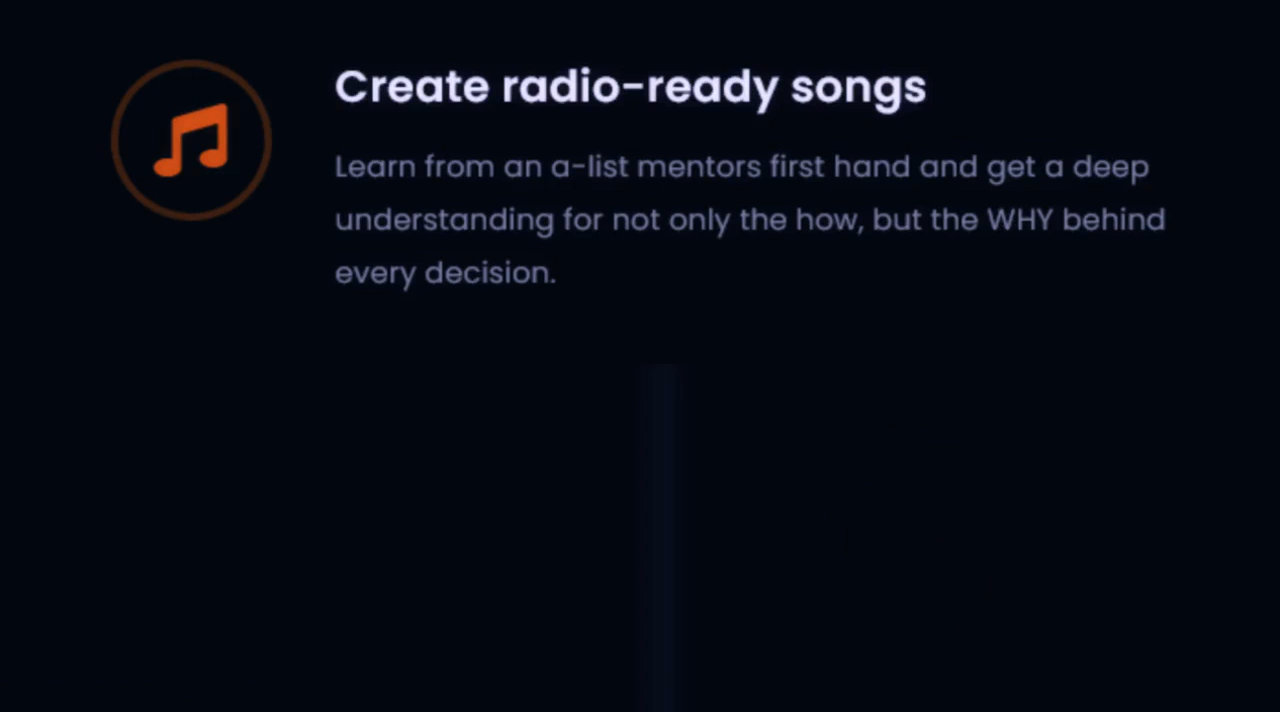 Create radio-ready songs
Learn from an a-list mentors first hand and get a deep
understanding for not only the how, but the WHY behind
every decision.